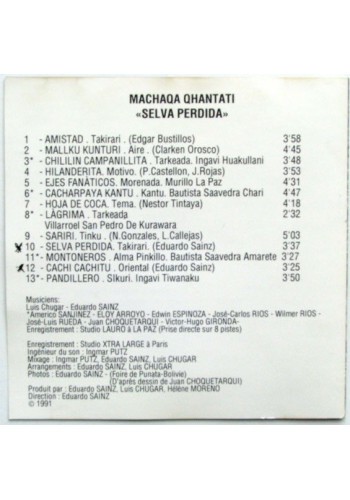 MACHAQA QHANTATI
«SELVA PERDIDA»
1 - AMISTAD . Takirari. (Edgar Bustillos) 3'58
2 - MALLKU KUNTURI . Aire . (Clarken Orosco) 4'45
3* - CHILILIN CAMPANILLITA . Tarkeada. Ingavi Huakullani 3'48
4 - HILANDERITA. Motivo. (P.Castellon, J.Rojas) 3'53
5 - EJES FANÁTICOS. Morenada. Murillo La Paz 4'31
6* - CACHARPAYA KANTU . Kantu. Bautista Saavedra Chari 4'47
7 - HOJA DE COCA. Tema. (Nestor Tintaya) 4'18
8* - LÀGRIMA . Tarkeada 2'32
Villarroel San Pedro De Kurawara
9 - SARIRI. Tinku . (N.Gonzales, L.Callejas) 5'03
10 - SELVA PERDIDA. Takirari. (Eduardo Sainz) 3'37
11* - MONTONEROS . Alma Pinkillo. Bautista Saavedra Amarete 3'27
12 - CACHI CACHITU . Oriental (Eduardo Sainz) 3'25
13* - PANDILLERO . Sikuri. Ingavi Tiwanaku 3'50
Musiciens:
Luis Chugar - Eduardo SAINZ
*Americo SANJINEZ - ELOY ARROYO - Edwin ESPINOZA - José-Carlos RIOS - Wilmer RIOS -
José-Luis RUEDA - Juan CHOQUETARQUI - Victor-Hugo GIRONDA-
Enregistrement: Studio LAURO à LA PAZ (Prise directe sur 8 pistes)
Enregistrement : Studio XTRA LARGE à Paris
Ingénieur du son : Ingmar PUTZ
Mixage : Ingmar PUTZ, Eduardo SAINZ, Luis CHUGAR
Arrangements : Eduardo SAINZ, Luis CHUGAR
Photos : Eduardo SAINZ - (Foire de Punata-Bolivie)
(D'après dessin de Juan CHOQUETARQUI)
Produit par : Eduardo SAINZ, Luis CHUGAR, Hélène MORENO
Direction : Eduardo SAINZ
© 1991